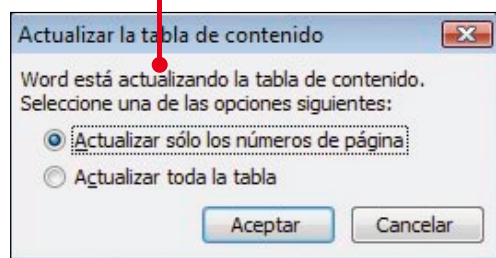 Actualizar la tabla de contenido
Word está actualizando la tabla de contenido.
Seleccione una de las opciones siguientes:
Actualizar sólo los números de página
Actualizar toda la tabla
Aceptar Cancelar